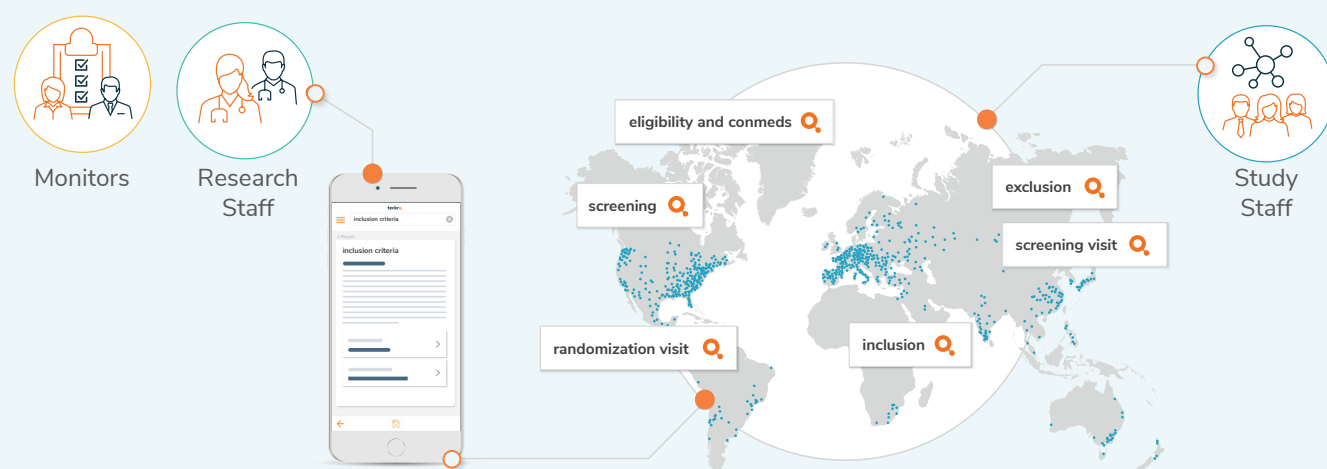 Monitors
Research
Staff
teckro
inclusion criteria
inclusion criteria
eligibility and conmeds
screening
randomization visit
exclusion
screening visit
inclusion
Study
Staff